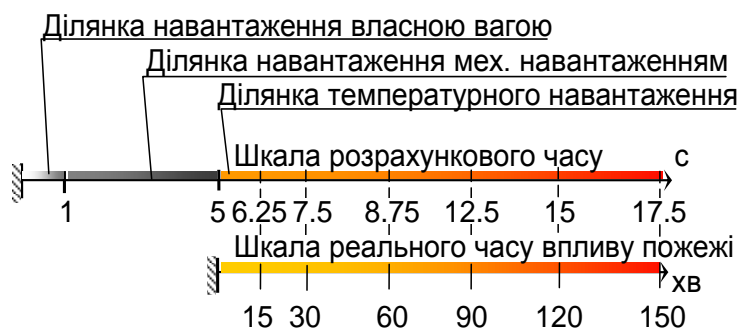 Ділянка навантаження власною вагою
Ділянка навантаження мех. навантаженням
Ділянка температурного навантаження
Шкала розрахункового часу с
1 5 6.25 7.5 8.75 12.5 15 17.5
Шкала реального часу впливу пожежі
хв
15 30 60 90 120 150